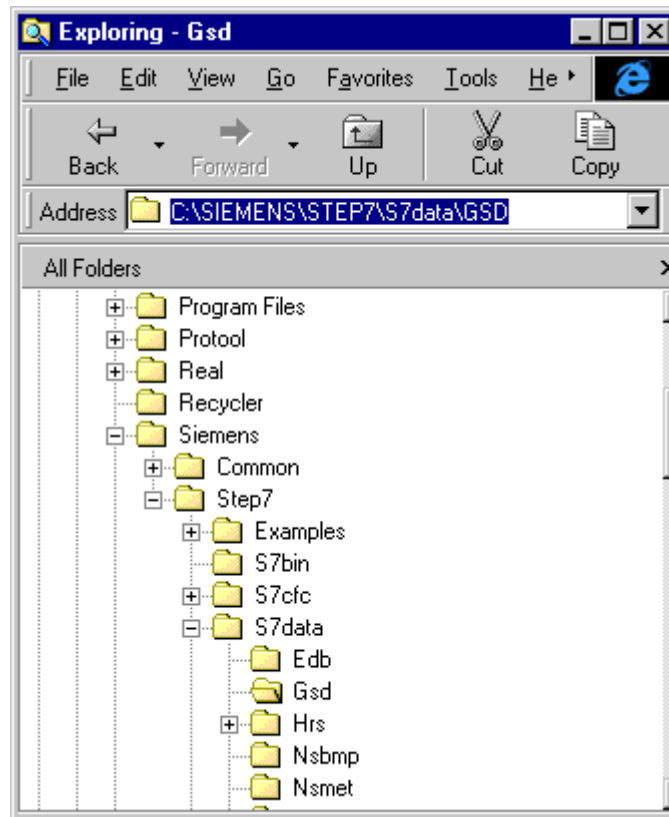 Exploring - Gsd
File Edit View Go Favorites Tools He
Back Forward Up Cut Copy
Address C:\SIEMENS\STEP7\S7data\GSD
All Folders
Program Files
Protool
Real
Recycler
Siemens
Common
Step7
Examples
S7bin
S7cfc
S7data
Edb
Gsd
Hrs
Nsbmp
Nsmet